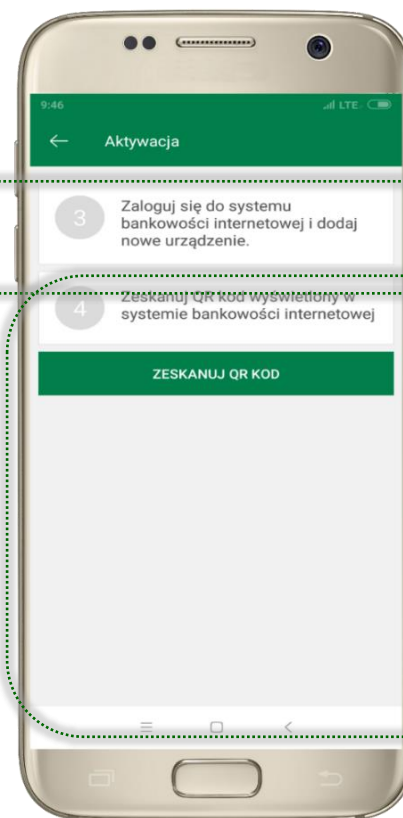 9:46
LTE
Aktywacja
3
Zaloguj się do systemu
bankowości internetowej i dodaj
nowe urządzenie.
4
Zeskanuj QR kod wyświetlony w
systemie bankowości internetowej
ZESKANUJ QR KOD